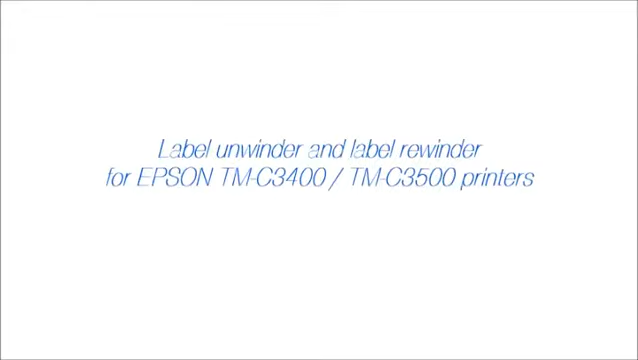 Label unwinder and label rewinder
for EPSON TM-C3400 / TM-C3500 printers